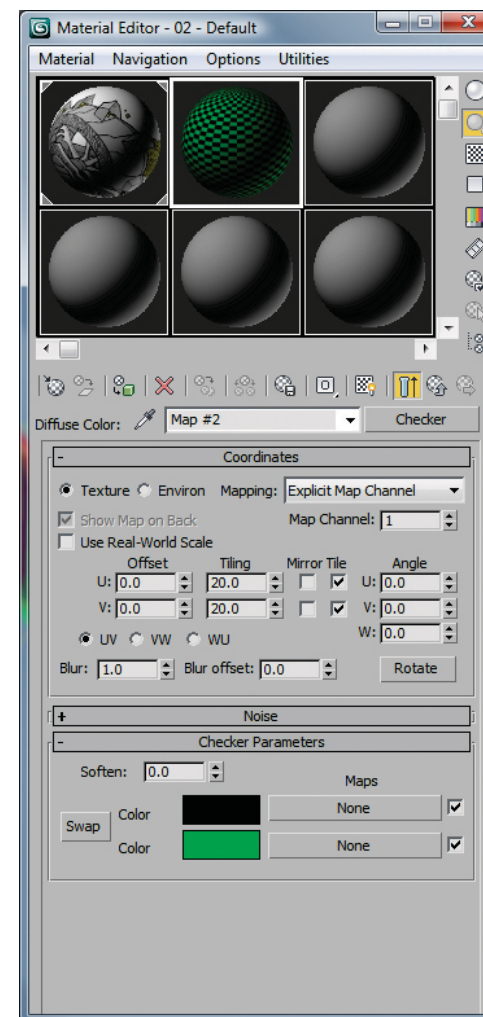 Material Editor - 02 - Default
Material Navigation Options Utilities
Diffuse Color: Map #2 Checker
- Coordinates
Texture Environ Mapping: Explicit Map Channel
Show Map on Back Map Channel: 1
Use Real-World Scale
Offset Tiling Mirror Tile Angle
U: 0.0 20.0 U: 0.0
V: 0.0 20.0 V: 0.0
W: 0.0
UV VW WU
Blur: 1.0 Blur offset: 0.0 Rotate
+ Noise
- Checker Parameters
Soften: 0.0
Maps
Swap
Color None
Color None